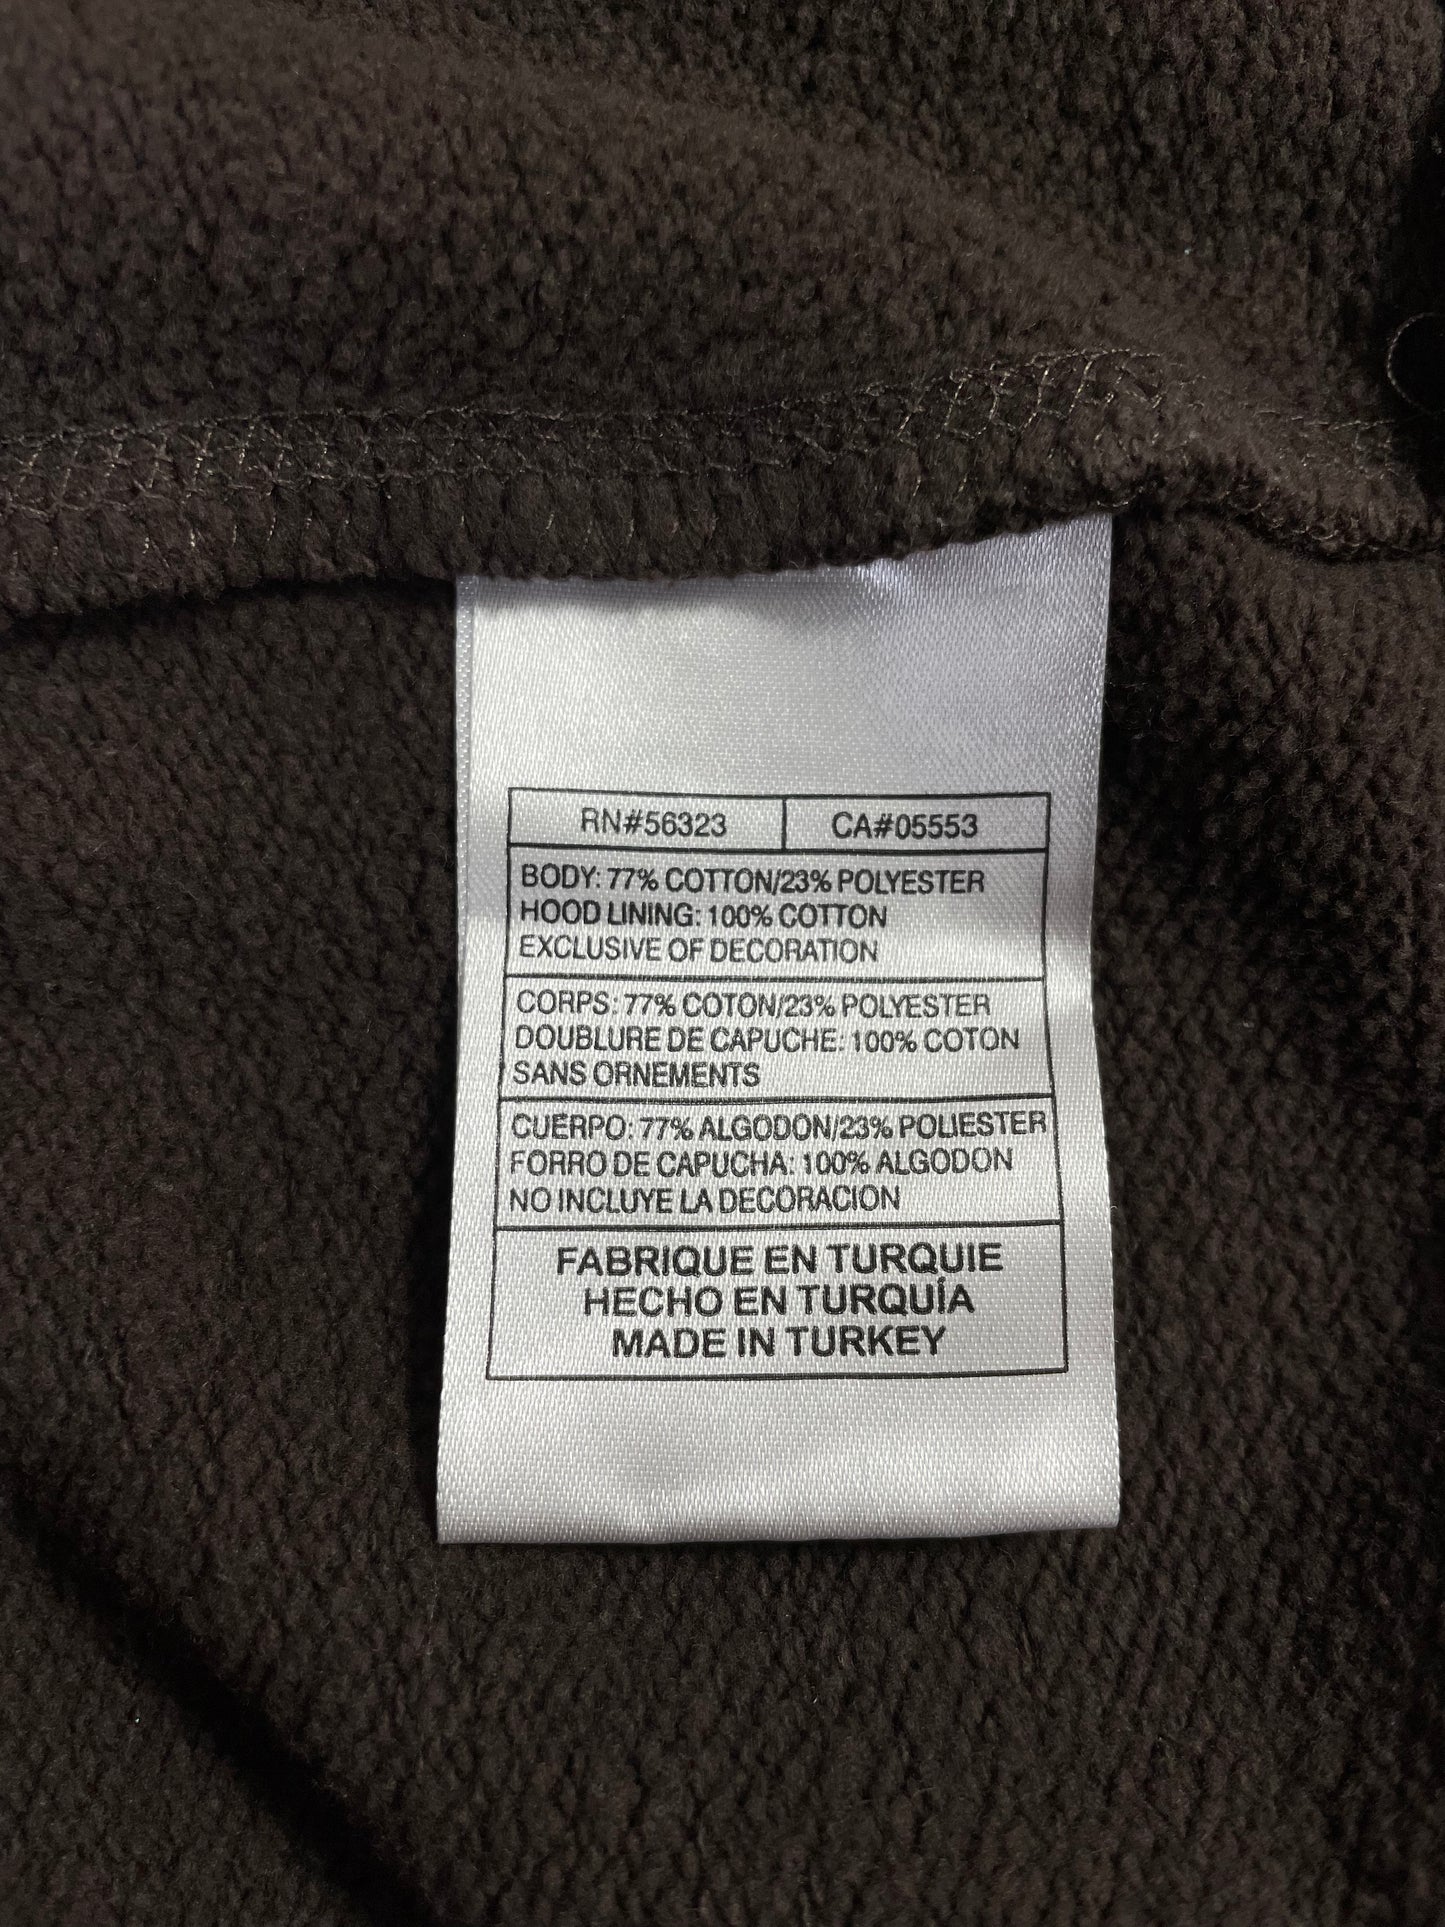 RN#56323 CA#05553
BODY: 77% COTTON/23% POLYESTER
HOOD LINING: 100% COTTON
EXCLUSIVE OF DECORATION
CORPS: 77% COTON/23% POLYESTER
DOUBLURE DE CAPUCHE: 100% COTON
SANS ORNEMENTS
CUERPO: 77% ALGODON/23% POLIESTER
FORRO DE CAPUCHA: 100% ALGODON
NO INCLUYE LA DECORACION
FABRIQUE EN TURQUIE
HECHO EN TURQUÍA
MADE IN TURKEY